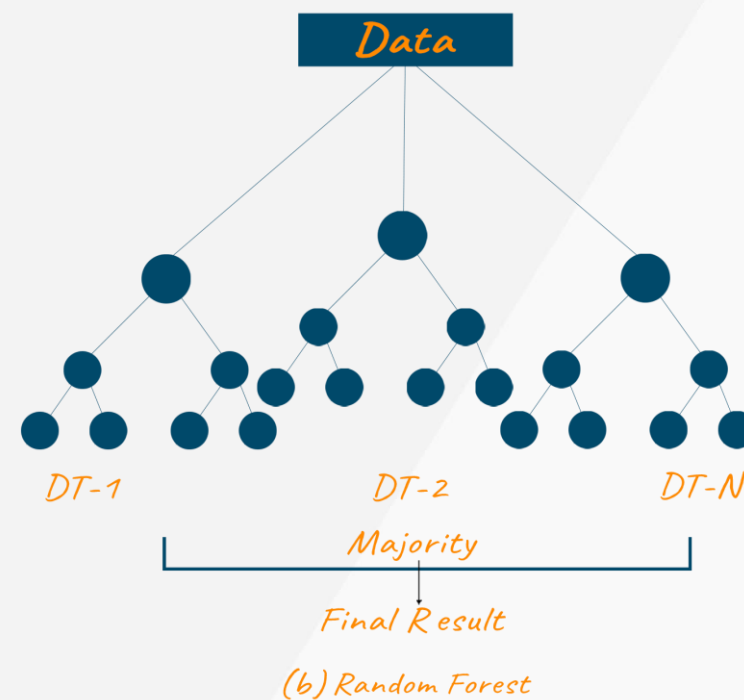 Data
DT-1 DT-2 DT-N
Majority
Final Result
(b) Random Forest